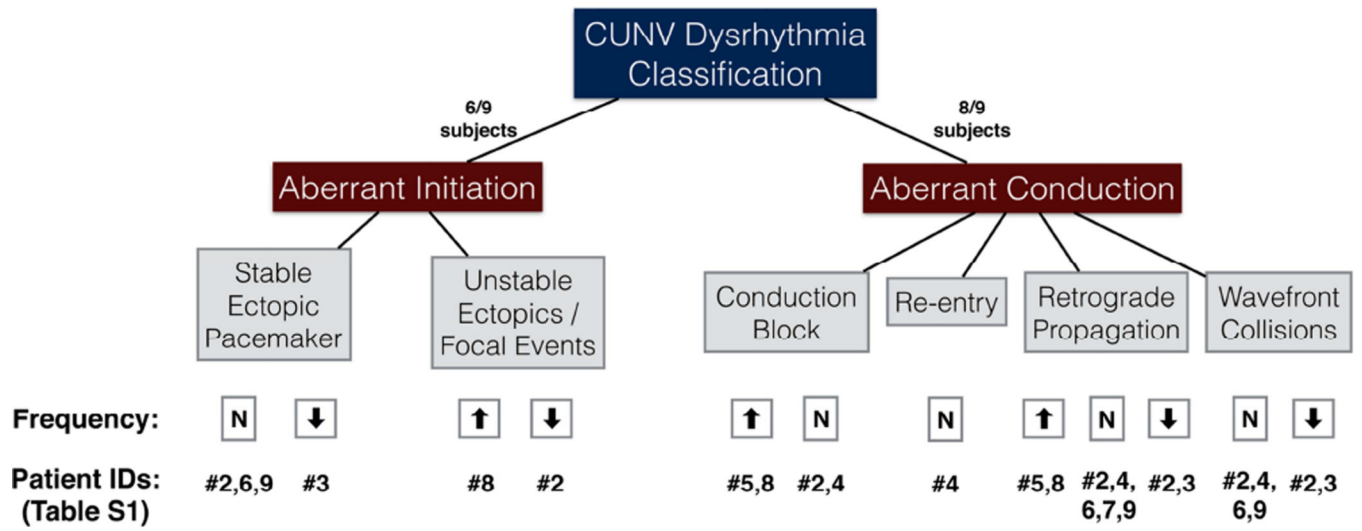 CUNV Dysrhythmia
Classification
6/9
subjects
8/9
subjects
Aberrant Initiation
Aberrant Conduction
Stable
Ectopic
Pacemaker
Unstable
Ectopics /
Focal Events
Conduction
Block
Re-entry
Retrograde
Propagation
Wavefront
Collisions
Frequency: N ↓ ↑ ↓ ↑ N N ↑ N ↓ N ↓
Patient IDs: #2,6,9 #3 #8 #2 #5,8 #2,4 #4 #5,8 #2,4, #2,3 #2,4, #2,3
(Table S1) 6,7,9 6,9